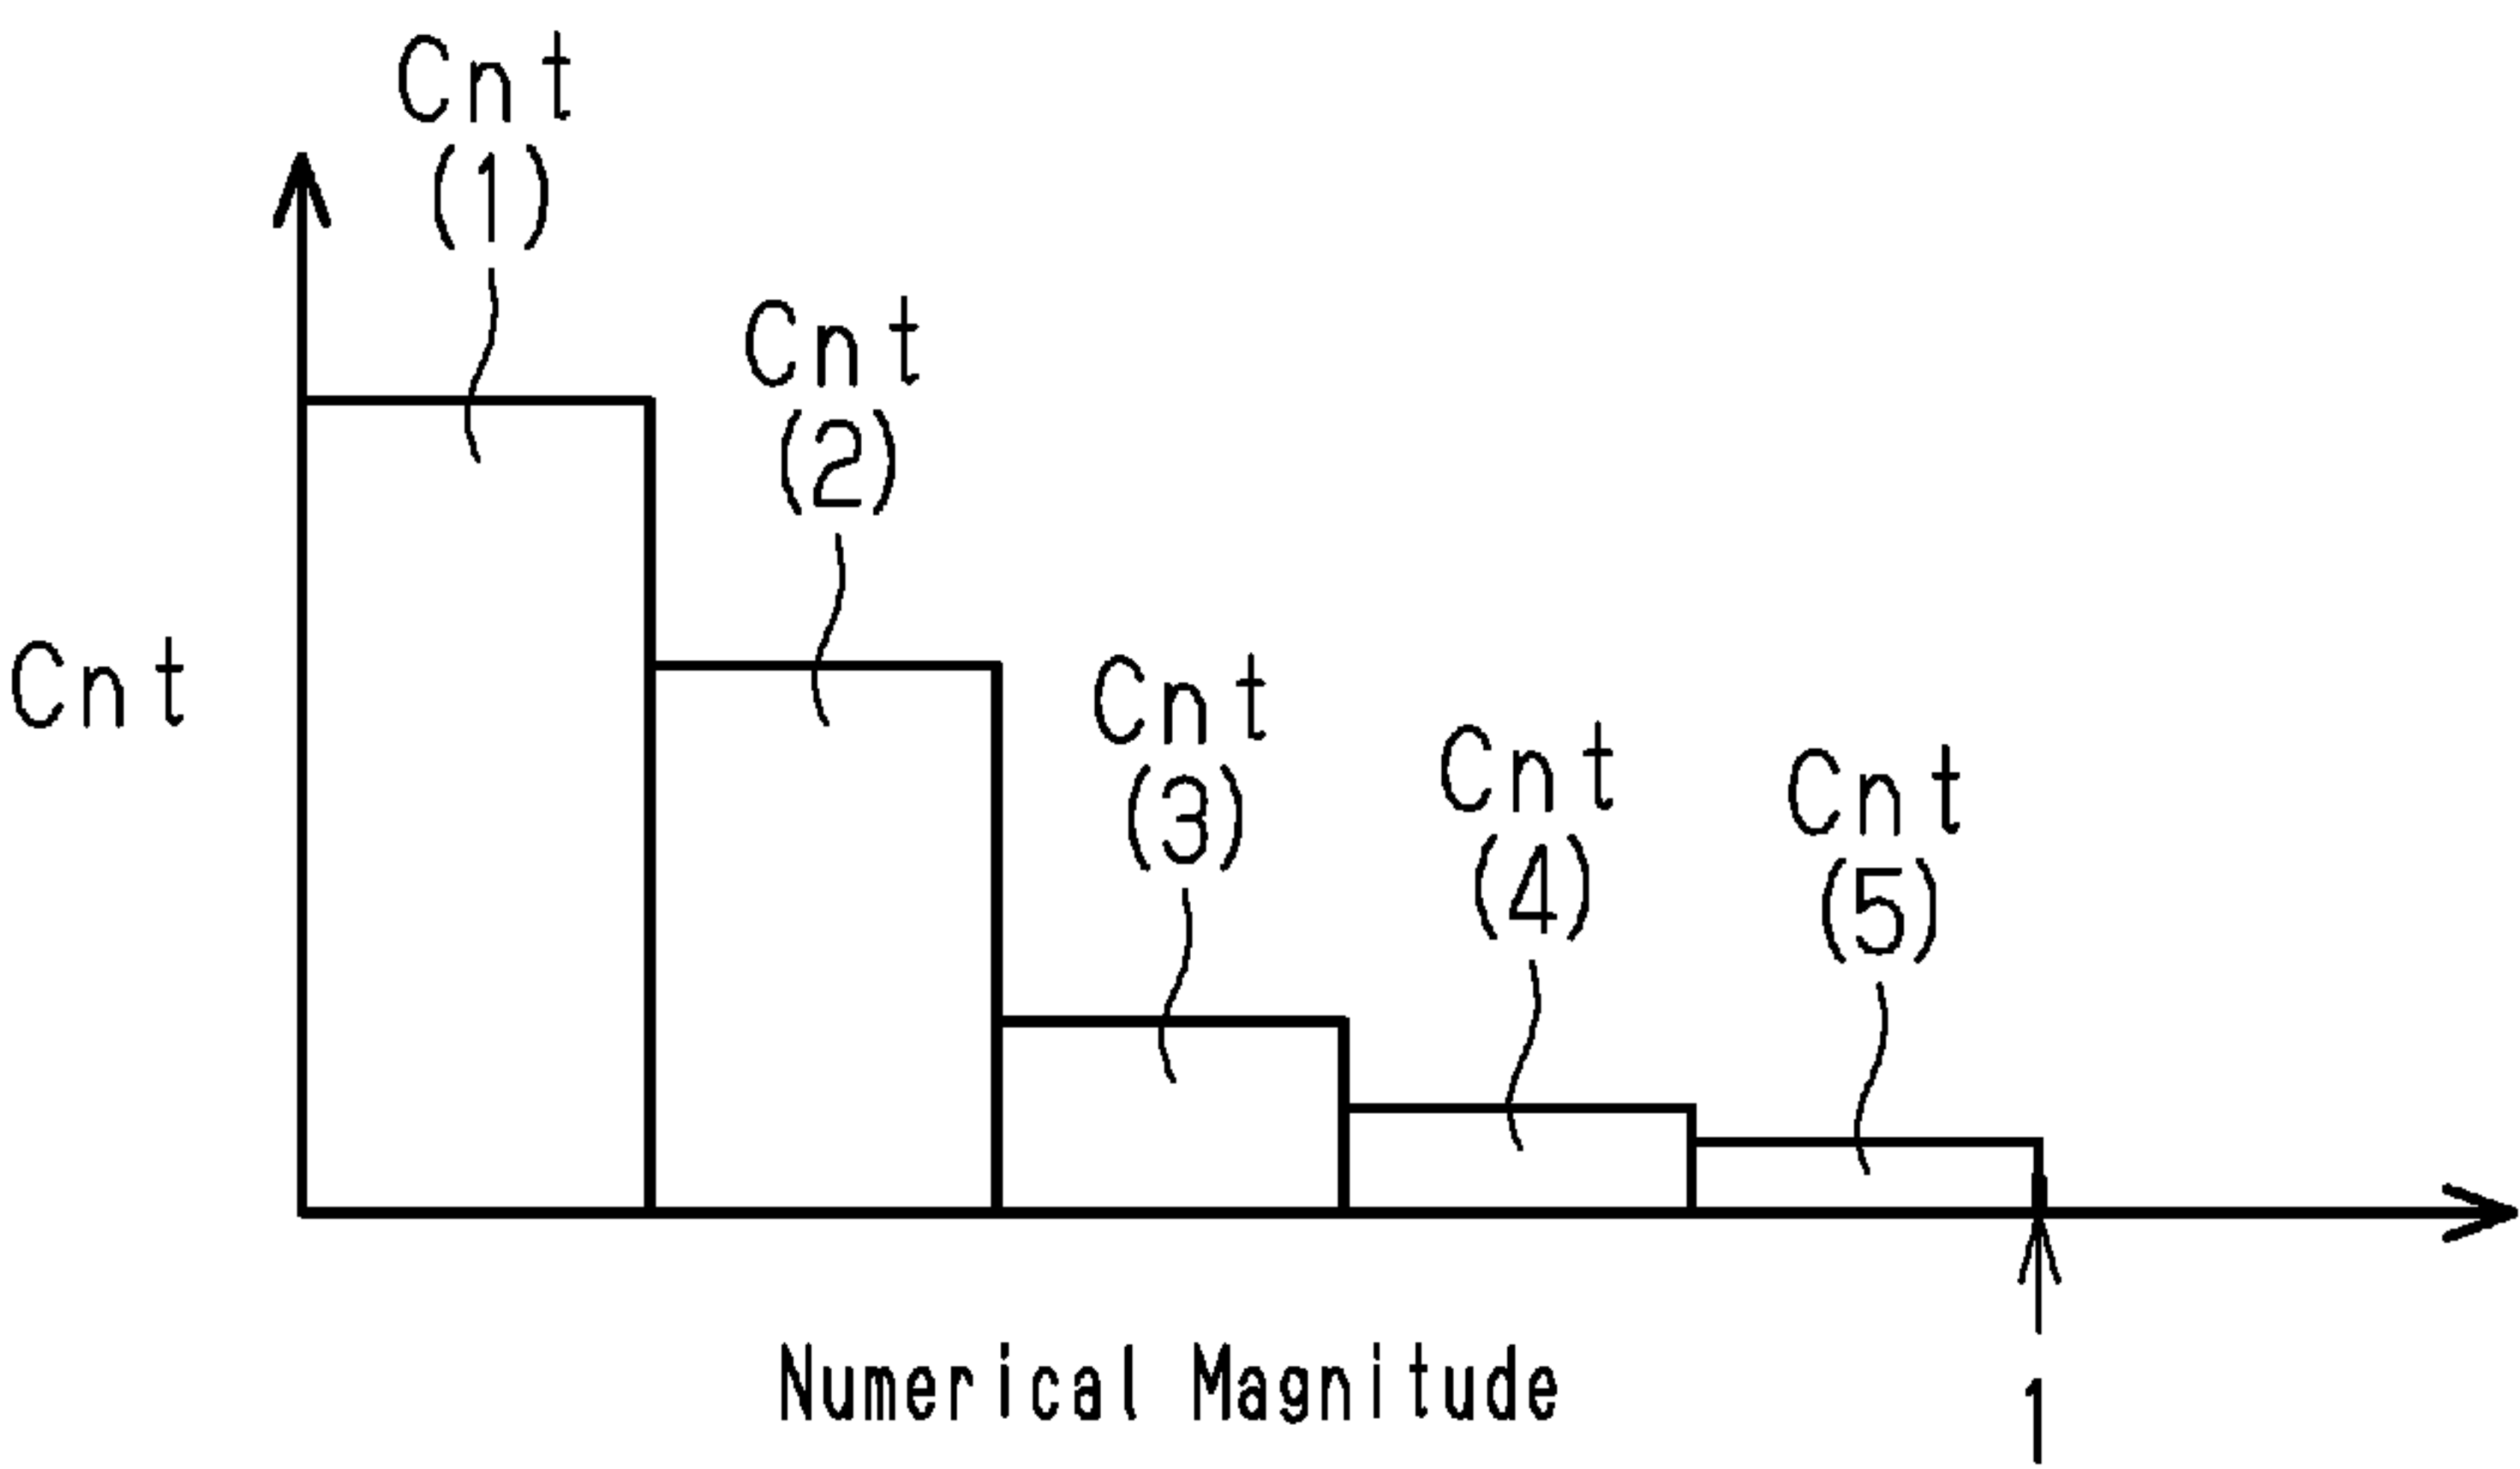 Cnt
(1)
Cnt
(2)
Cnt
Cnt
(3)
Cnt
(4)
Cnt
(5)
Numerical Magnitude
1